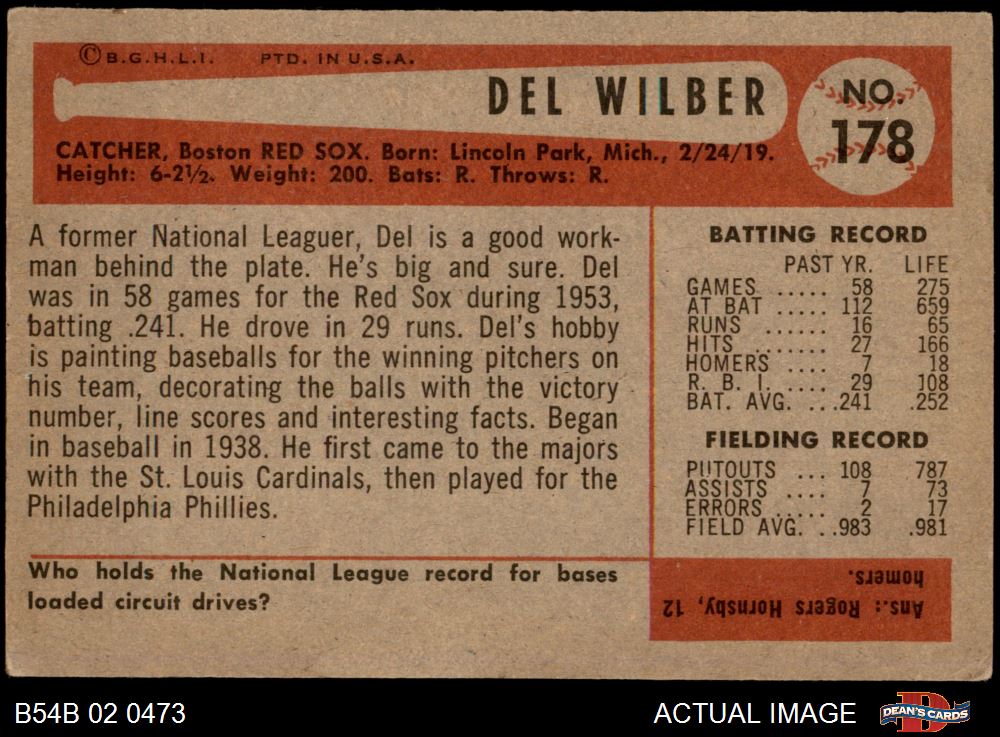 ©B.G.H.L.I. PTD. IN U.S.A.
DEL WILBER
NO.
178
CATCHER, Boston RED SOX. Born: Lincoln Park, Mich., 2/24/19.
Height: 6-2½. Weight: 200. Bats: R. Throws: R.
A former National Leaguer, Del is a good work-
man behind the plate. He's big and sure. Del
was in 58 games for the Red Sox during 1953,
batting .241. He drove in 29 runs. Del's hobby
is painting baseballs for the winning pitchers on
his team, decorating the balls with the victory
number, line scores and interesting facts. Began
in baseball in 1938. He first came to the majors
with the St. Louis Cardinals, then played for the
Philadelphia Phillies.
BATTING RECORD
PAST YR. LIFE
GAMES ..... 58 275
AT BAT ..... 112 659
RUNS ...... 16 65
HITS ....... 27 166
HOMERS .... 7 18
R. B. I. .... 29 108
BAT. AVG. ...241 .252
FIELDING RECORD
PUTOUTS ... 108 787
ASSISTS .... 7 73
ERRORS ..... 2 17
FIELD AVG. ..983 .981
Who holds the National League record for bases
loaded circuit drives?
Ans.: Rogers Hornsby, 12
homers.
B54B 02 0473
ACTUAL IMAGE
D
DEAN'S CARDS